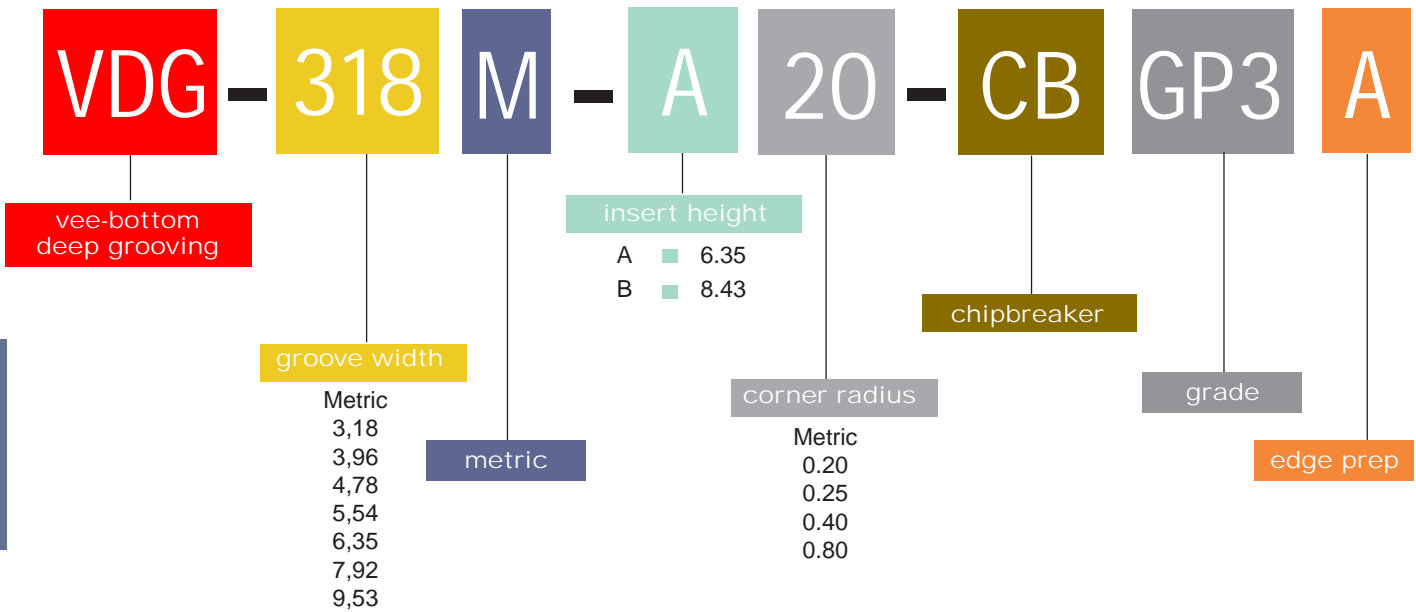 VDG - 318 M - A 20 - CB GP3 A
vee-bottom
deep grooving
insert height
A 6.35
B 8.43
chipbreaker
groove width
Metric
3,18
3,96
4,78
5,54
6,35
7,92
9,53
metric
corner radius
Metric
0.20
0.25
0.40
0.80
grade
edge prep